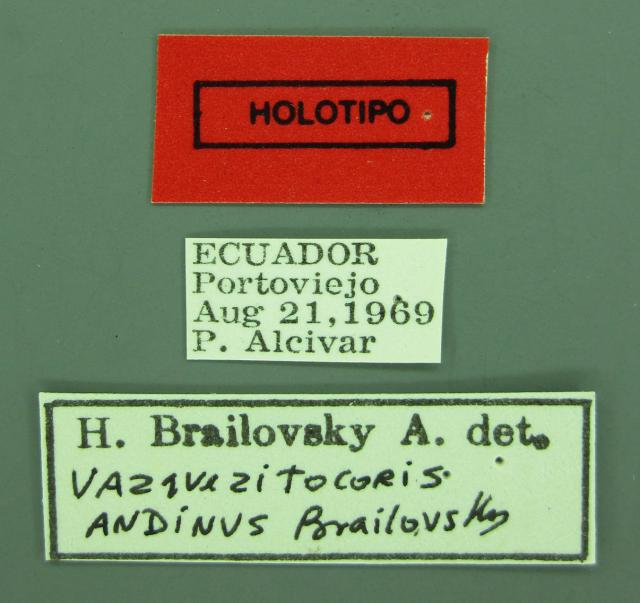 HOLOTIPO
ECUADOR
Portoviejo
Aug 21,1969
P. Alcivar
H. Brailovsky A. det.
VAZqUEZiTOCORiS
ANDiNUS Brailovsky